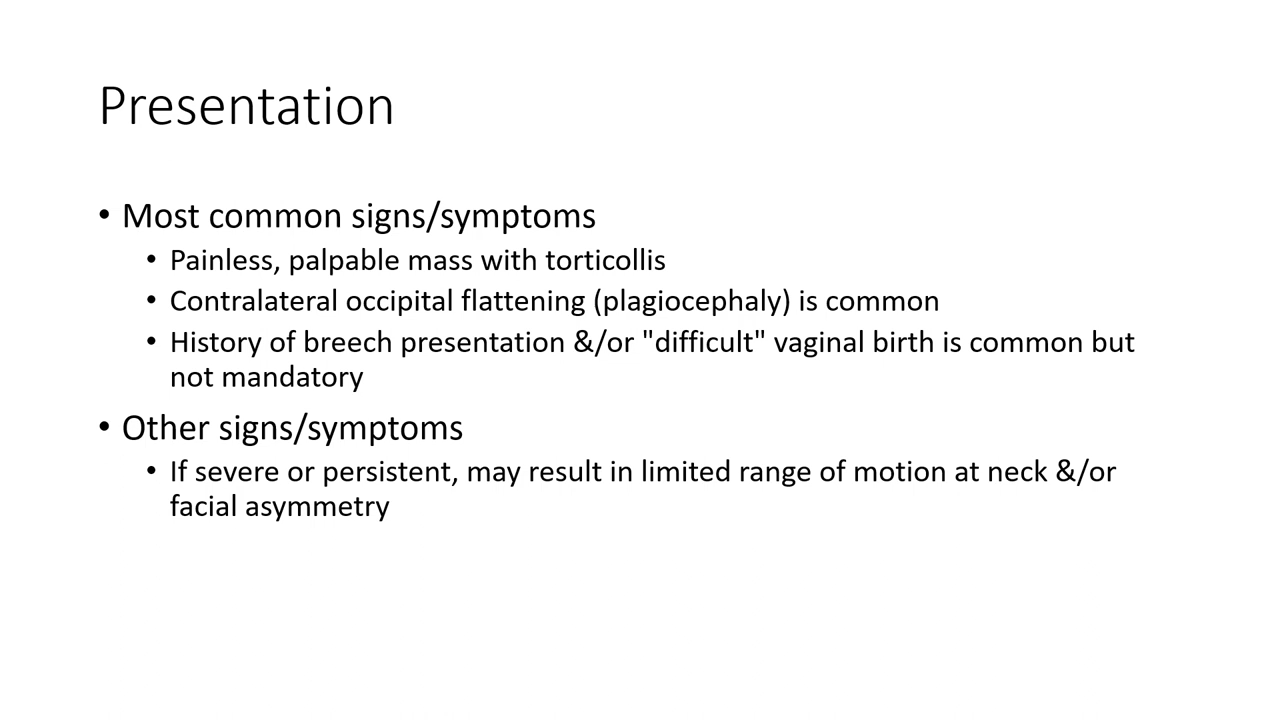 Presentation
• Most common signs/symptoms
• Painless, palpable mass with torticollis
• Contralateral occipital flattening (plagiocephaly) is common
• History of breech presentation &/or "difficult" vaginal birth is common but
not mandatory
• Other signs/symptoms
• If severe or persistent, may result in limited range of motion at neck &/or
facial asymmetry